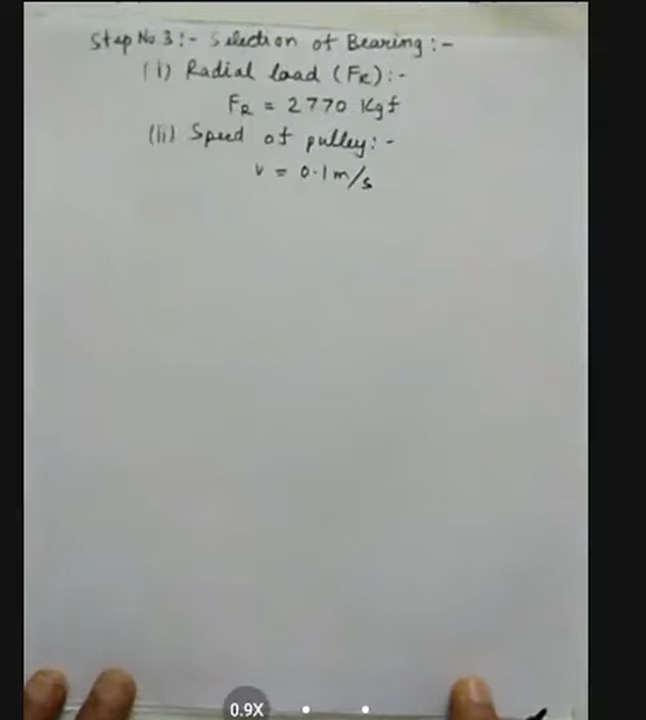 Step No 3:- Selection of Bearing:-
(i) Radial load (FR):-
FR = 2770 Kgf
(ii) Speed of pulley:-
v = 0.1 m/s
0.9X